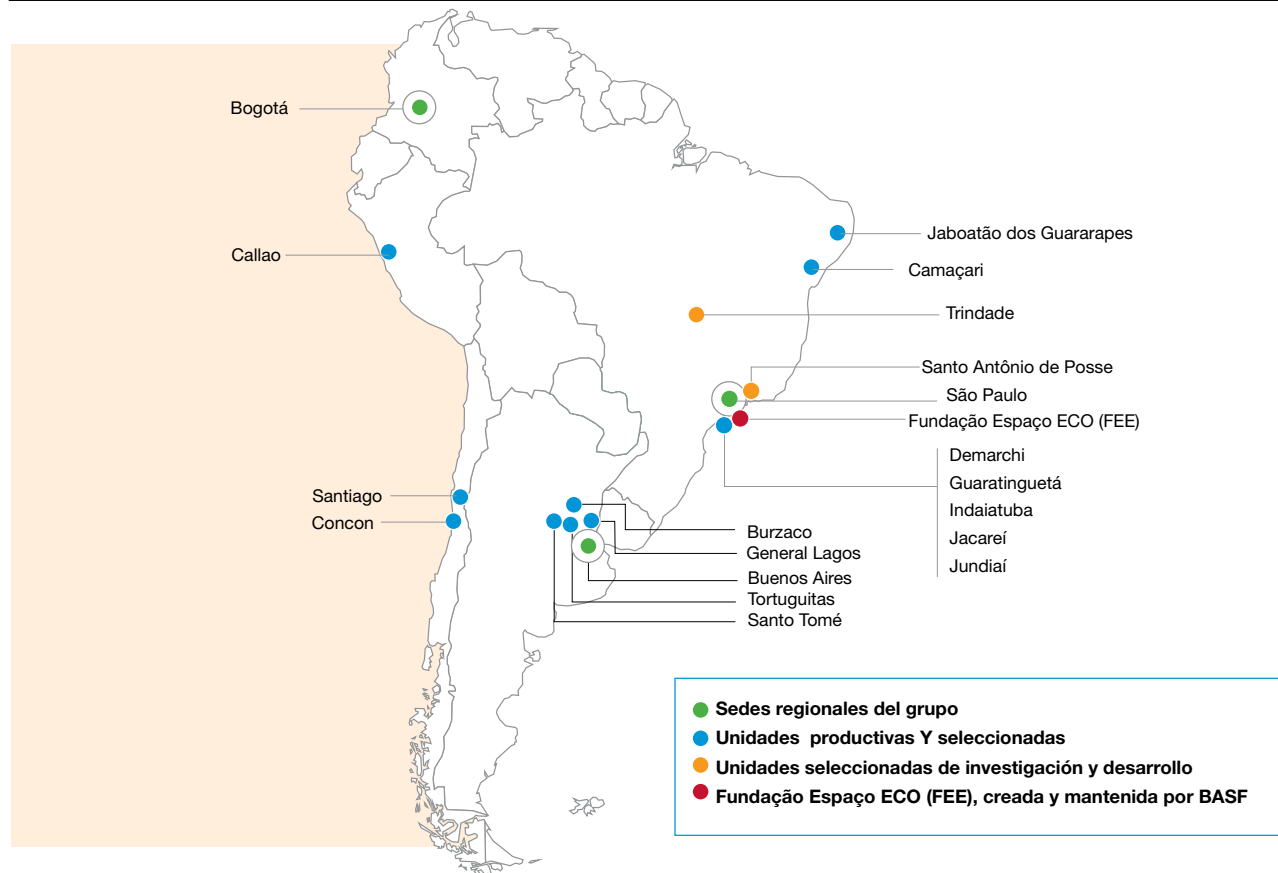 Bogotá
Callao
Santiago
Concon
Jaboatão dos Guararapes
Camaçari
Trindade
Santo Antônio de Posse
São Paulo
Fundação Espaço ECO (FEE)
Demarchi
Guaratinguetá
Indaiatuba
Jacareí
Jundiaí
Burzaco
General Lagos
Buenos Aires
Tortuguitas
Santo Tomé
Sedes regionales del grupo
Unidades productivas Y seleccionadas
Unidades seleccionadas de investigación y desarrollo
Fundação Espaço ECO (FEE), creada y mantenida por BASF